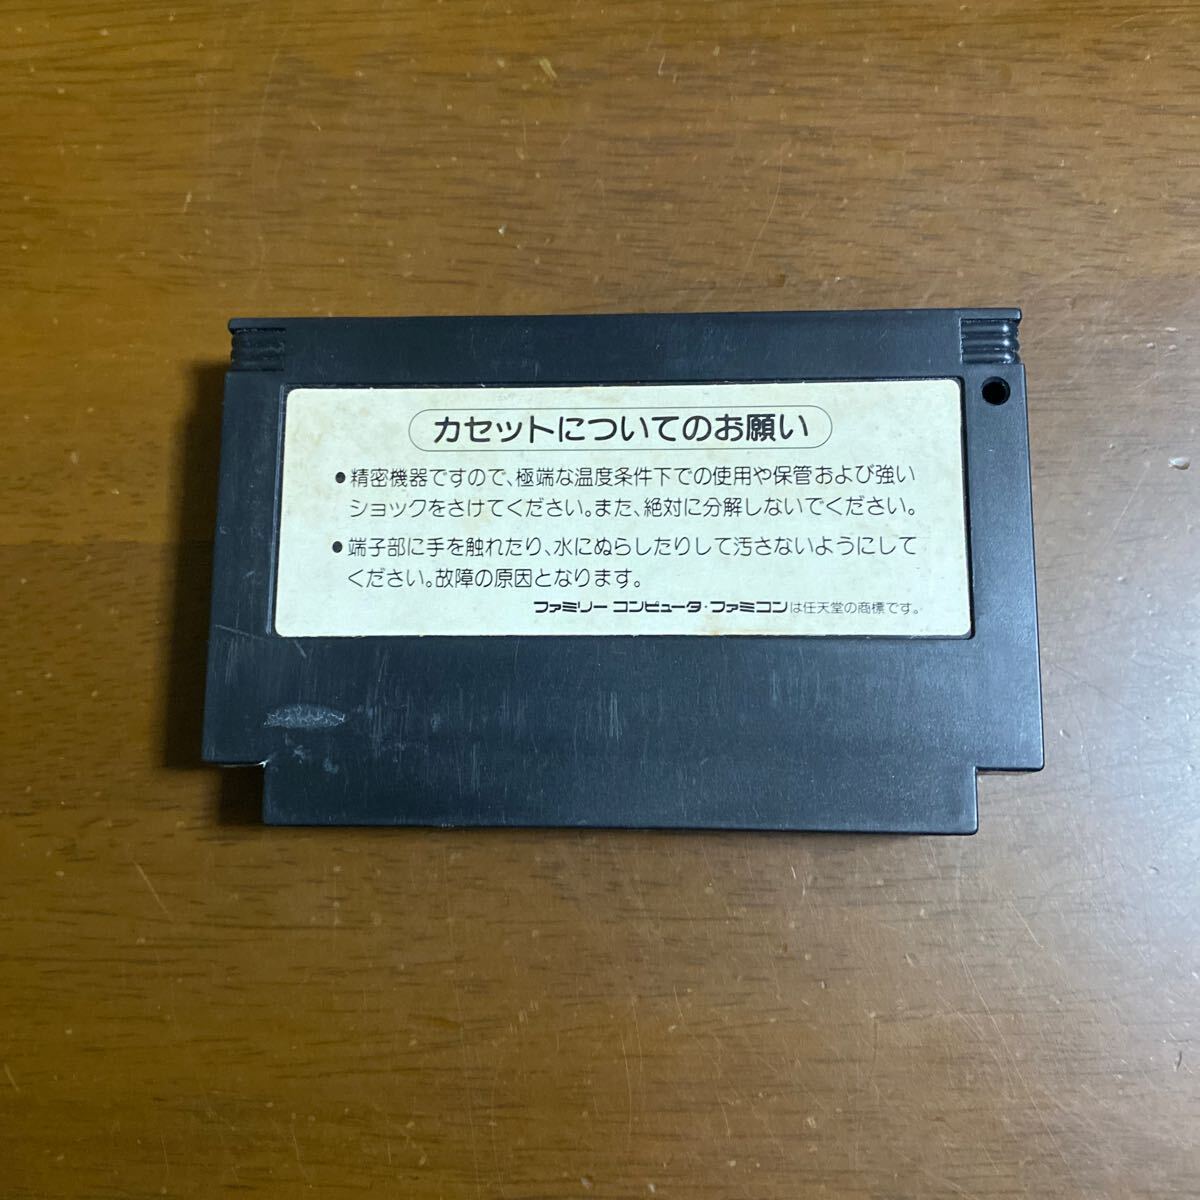 カセットについてのお願い
●精密機器ですので、極端な温度条件下での使用や保管および強い
ショックをさけてください。また、絶対に分解しないでください。
●端子部に手を触れたり、水にぬらしたりして汚さないようにして
ください。故障の原因となります。
ファミリー コンピュータ・ファミコンは任天堂の商標です。